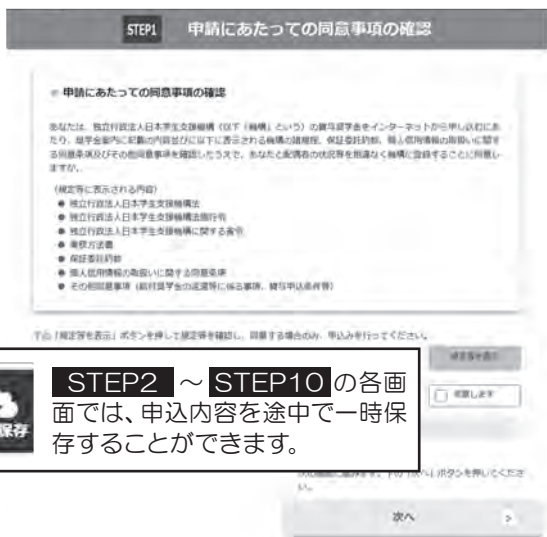 STEP1 申請にあたっての同意事項の確認
申請にあたっての同意事項の確認
あなたは、独立行政法人日本学生支援機構（以下「機構」という）の貸与奨学金をインターネットから申し込むにあ
たり、奨学金案内に記載の内容並びに以下に表示される機構の諸規程、保証委託約款、個人信用情報の取扱いに関す
る同意条項及びその他同意事項を確認したうえで、あなたと配偶者の状況等を相違なく機構に登録することに同意し
ますか。
（規定等に表示される内容）
● 独立行政法人日本学生支援機構法
● 独立行政法人日本学生支援機構法施行令
● 独立行政法人日本学生支援機構に関する省令
● 業務方法書
● 保証委託約款
● 個人信用情報の取扱いに関する同意条項
● その他同意事項（給付奨学金の返還等に係る事項、貸与申込条件等）
下の「規定等を表示」ボタンを押して規定等を確認し、同意する場合のみ、申込みを行ってください。
規定等を表示
同意します
保存
STEP2 ～ STEP10 の各画
面では、申込内容を途中で一時保
存することができます。
「次へ」ボタンを押してくださ
い。
次へ >